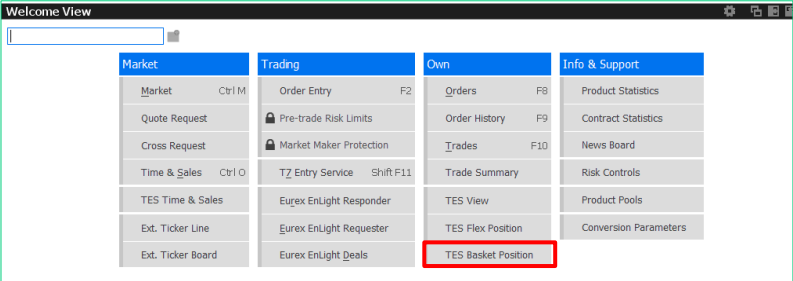 Welcome View
Market
Market Ctrl M
Quote Request
Cross Request
Time & Sales Ctrl O
TES Time & Sales
Ext. Ticker Line
Ext. Ticker Board
Trading
Order Entry F2
Pre-trade Risk Limits
Market Maker Protection
T7 Entry Service Shift F11
Eurex EnLight Responder
Eurex EnLight Requester
Eurex EnLight Deals
Own
Orders F8
Order History F9
Trades F10
Trade Summary
TES View
TES Flex Position
TES Basket Position
Info & Support
Product Statistics
Contract Statistics
News Board
Risk Controls
Product Pools
Conversion Parameters